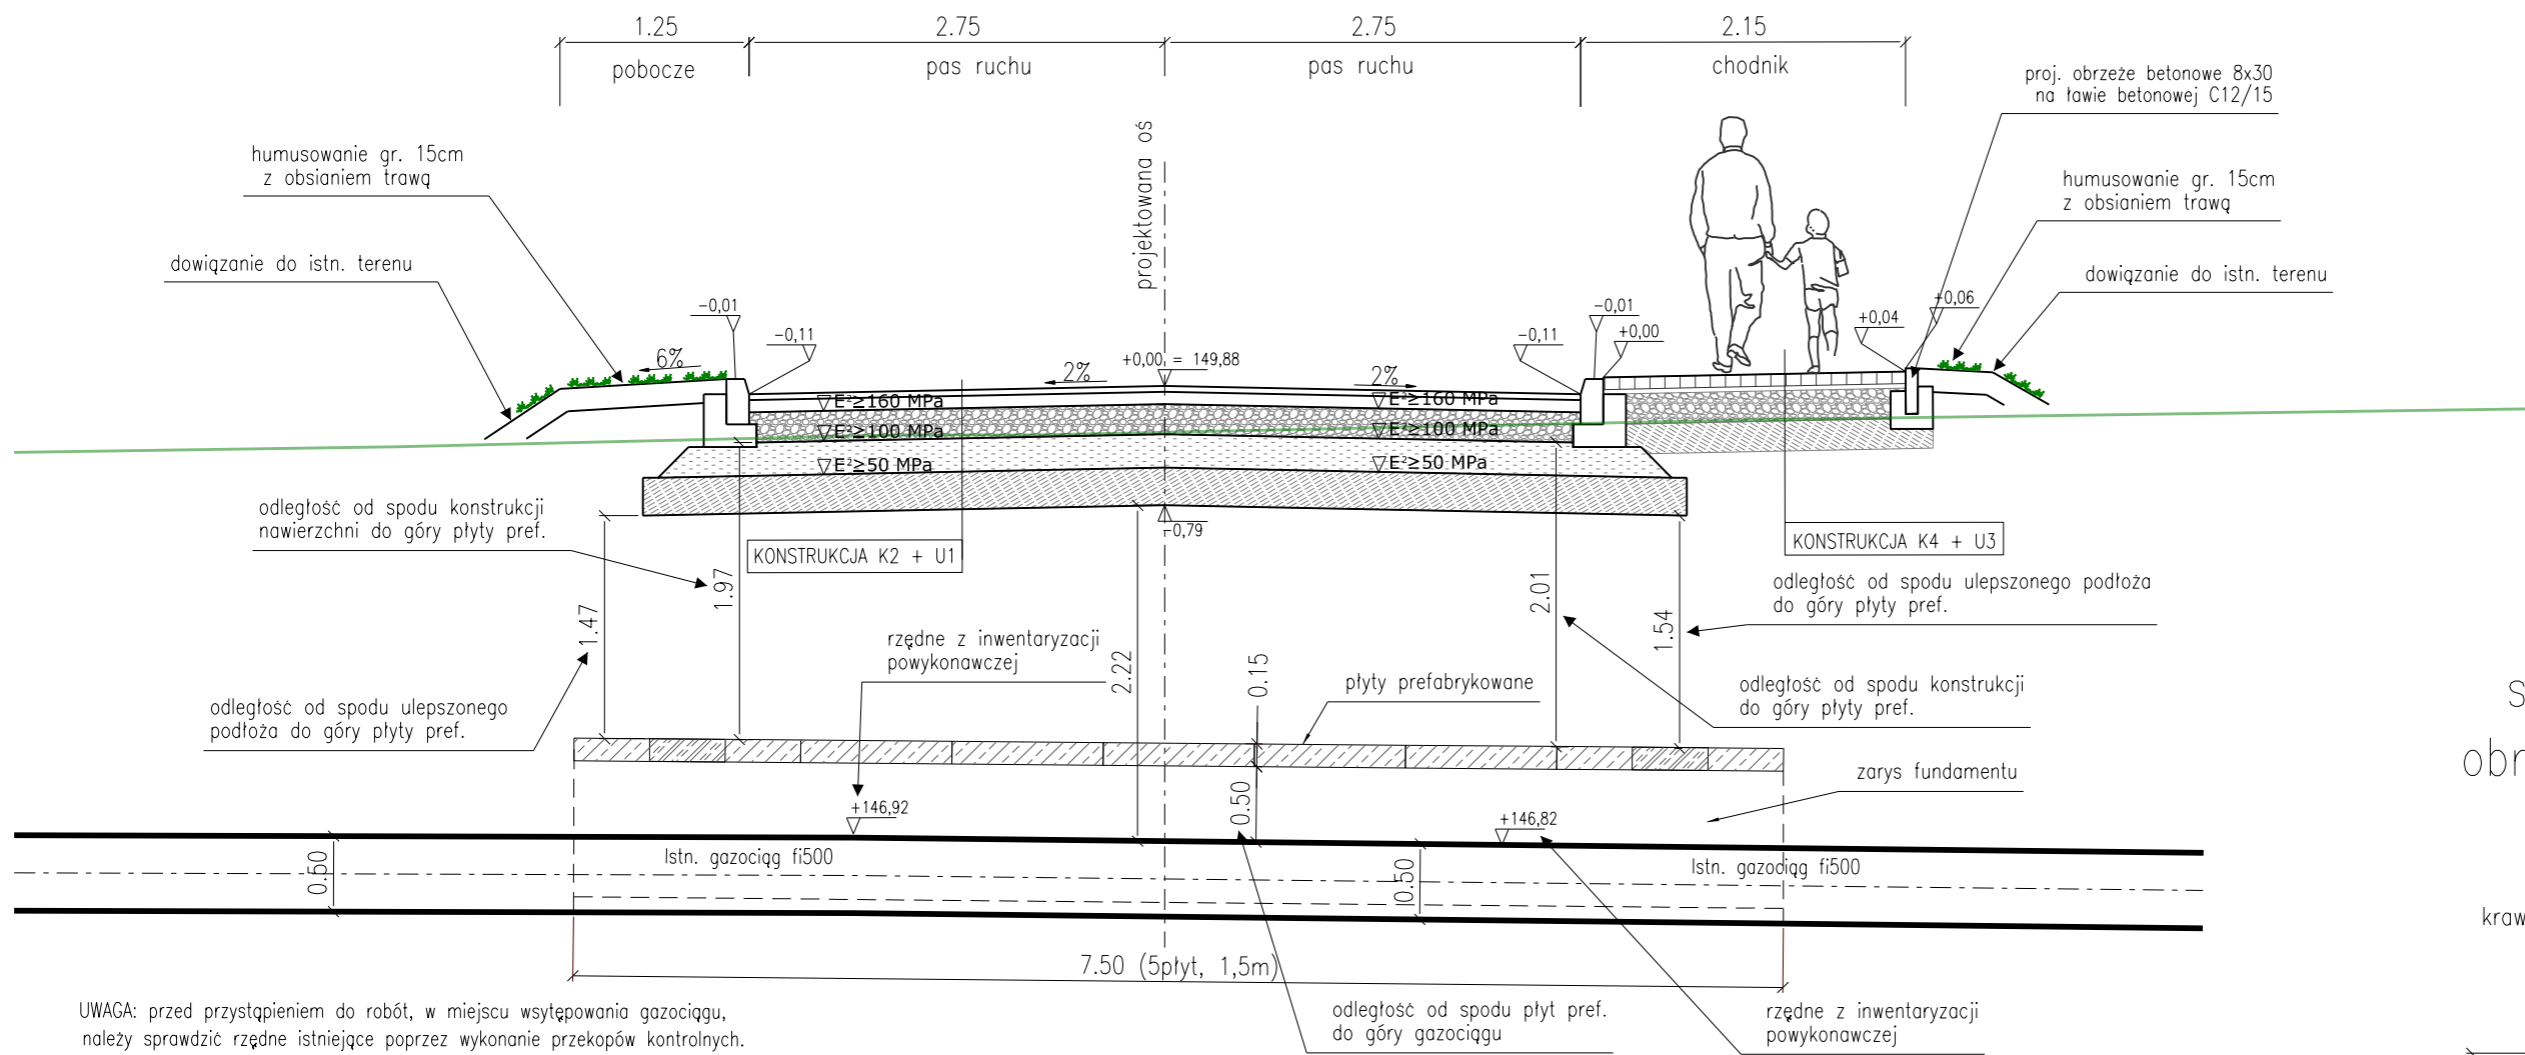 1.25 2.75 2.75 2.15
pobocze pas ruchu pas ruchu chodnik
proj. obrzeże betonowe 8x30
na ławie betonowej C12/15
projektowana oś
humusowanie gr. 15cm
z obsianiem trawą
humusowanie gr. 15cm
z obsianiem trawą
dowiązanie do istn. terenu
dowiązanie do istn. terenu
-0,01
-0,11
-0,01
-0,11
+0,00
+0,04
+0,06
6%
2%
+0,00 = 149,88
2%
E²≥160 MPa
E²≥160 MPa
E²≥100 MPa
E²≥100 MPa
E²≥50 MPa
E²≥50 MPa
odległość od spodu konstrukcji
nawierzchni do góry płyty pref.
-0,79
KONSTRUKCJA K2 + U1
KONSTRUKCJA K4 + U3
1.47
1.97
2.22
0.15
2.01
1.54
odległość od spodu ulepszonego podłoża
do góry płyty pref.
rzędne z inwentaryzacji
powykonawczej
płyty prefabrykowane
odległość od spodu konstrukcji
do góry płyty pref.
odległość od spodu ulepszonego
podłoża do góry płyty pref.
S
obr
zarys fundamentu
+146,92
0.50
+146,82
Istn. gazociąg fi500
Istn. gazociąg fi500
0.50
0.50
kraw
7.50 (5płyt, 1,5m)
UWAGA: przed przystąpieniem do robót, w miejscu wsytępowania gazociągu,
należy sprawdzić rzędne istniejące poprzez wykonanie przekopów kontrolnych.
odległość od spodu płyt pref.
do góry gazociągu
rzędne z inwentaryzacji
powykonawczej